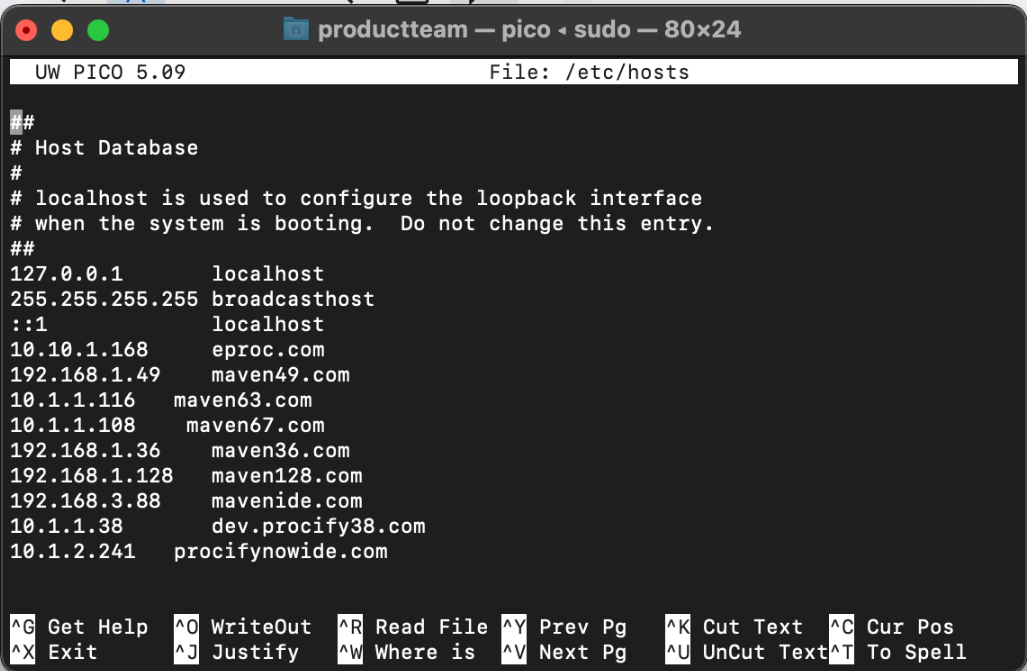 productteam — pico ◂ sudo — 80×24
UW PICO 5.09                        File: /etc/hosts
##
# Host Database
#
# localhost is used to configure the loopback interface
# when the system is booting.  Do not change this entry.
##
127.0.0.1       localhost
255.255.255.255 broadcasthost
::1             localhost
10.10.1.168     eproc.com
192.168.1.49    maven49.com
10.1.1.116   maven63.com
10.1.1.108    maven67.com
192.168.1.36    maven36.com
192.168.1.128   maven128.com
192.168.3.88    mavenide.com
10.1.1.38       dev.procify38.com
10.1.2.241   procifynowide.com
^G Get Help  ^O WriteOut  ^R Read File ^Y Prev Pg   ^K Cut Text  ^C Cur Pos
^X Exit      ^J Justify   ^W Where is  ^V Next Pg   ^U UnCut Text^T To Spell